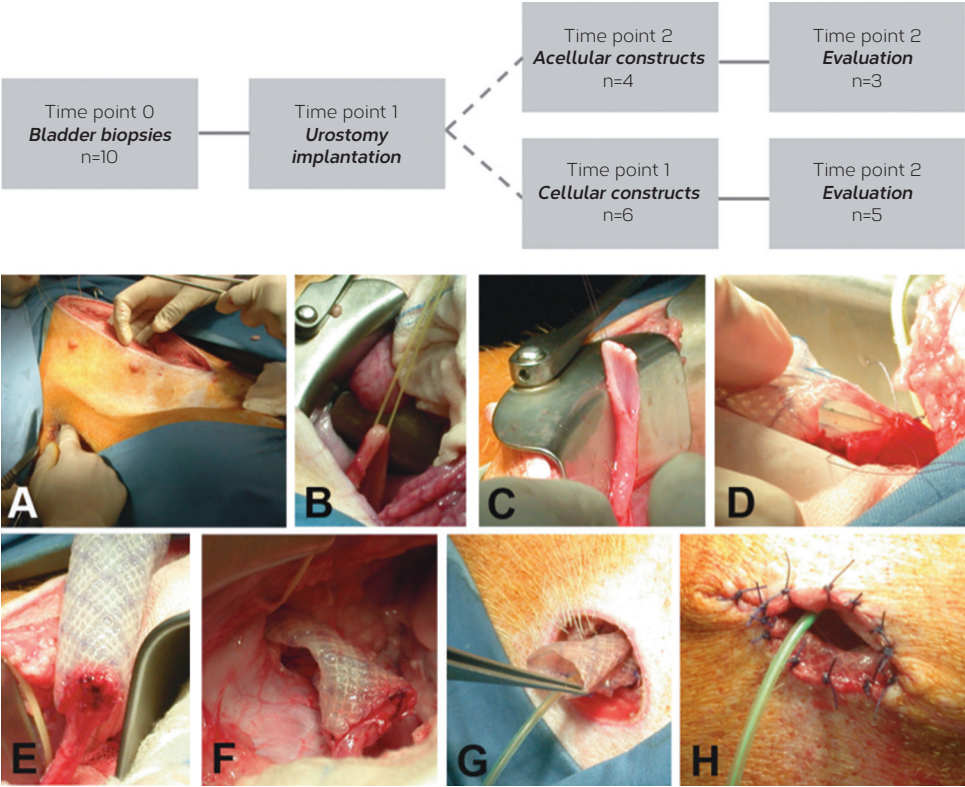 Time point 0
Bladder biopsies
n=10
Time point 1
Urostomy
implantation
Time point 2
Acellular constructs
n=4
Time point 2
Evaluation
n=3
Time point 1
Cellular constructs
n=6
Time point 2
Evaluation
n=5
A
B
C
D
E
F
G
H